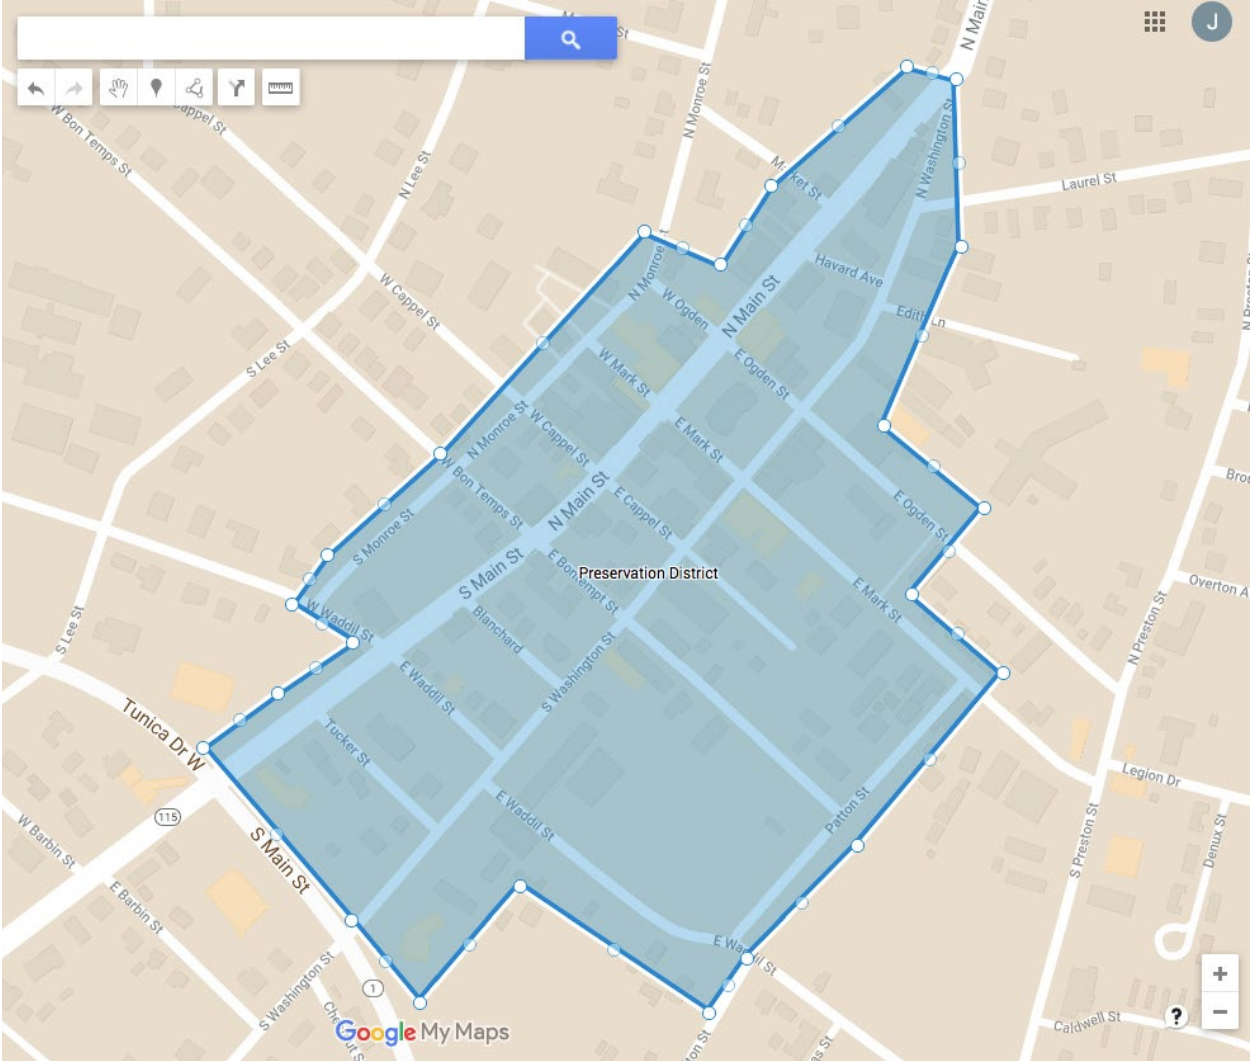 N Main
J
St
N Monroe St
Cappel St
W Bon Temps St
N Lee St
Market St
N Washington St
Laurel St
N Monroe
Havard Ave
W Cappel St
W Ogden
N Main St
Edith Ln
S Lee St
W Mark St
E Ogden St
N Monroe St
W Cappel St
E Mark St
W Bon Temps St
N Main St
E Cappel St
E Ogden St
S Monroe St
S Main St
E Bontempt St
Preservation District
E Mark St
Overton A
W Waddil St
Blanchard
S Lee St
N Preston St
S Washington St
E Waddil St
Tunica Dr W
Tucker St
Legion Dr
E Waddil St
Patton St
115
S Main St
W Barbin St
S Preston St
Denux St
E Barbin St
E Waddil St
S Washington St
1
Google My Maps
Caldwell St
+
−
?